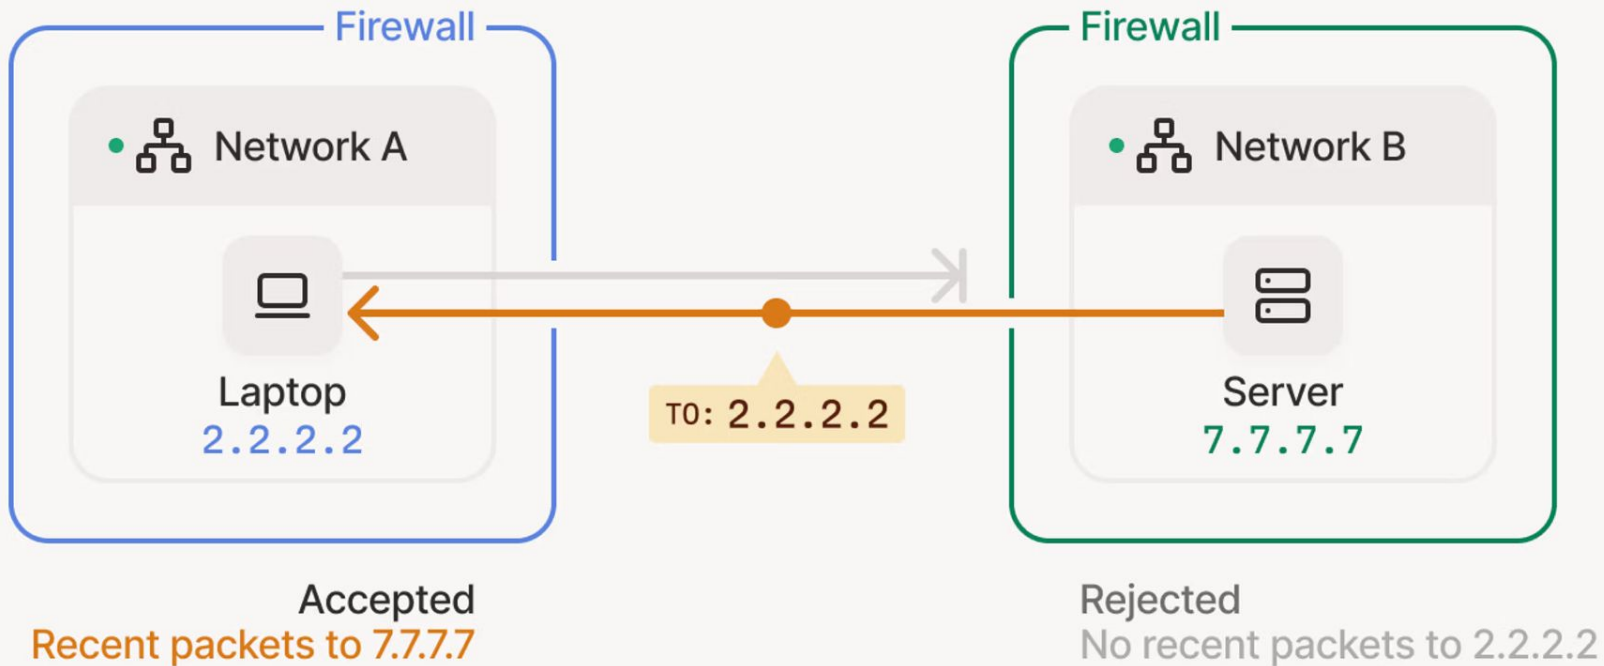 Firewall
Firewall
Network A
Network B
Laptop
2.2.2.2
TO: 2.2.2.2
Server
7.7.7.7
Accepted
Recent packets to 7.7.7.7
Rejected
No recent packets to 2.2.2.2